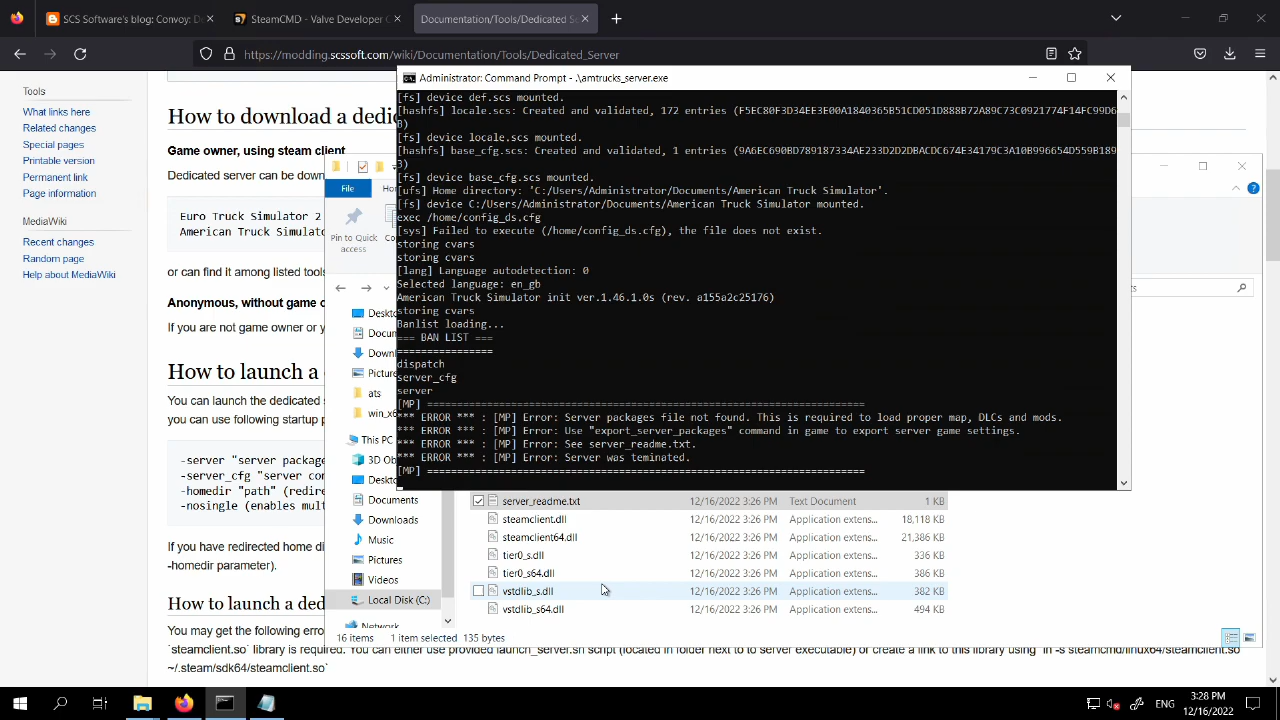 SCS Software's blog: Convoy: D
SteamCMD - Valve Developer C
Documentation/Tools/Dedicated Se
https://modding.scssoft.com/wiki/Documentation/Tools/Dedicated_Server
Tools
What links here
Related changes
Special pages
Printable version
Permanent link
Page information
MediaWiki
Recent changes
Random page
Help about MediaWiki
How to download a dedi
Game owner, using steam client
Dedicated server can be down
Euro Truck Simulator 2
American Truck Simulato
or can find it among listed tools
Anonymous, without game o
If you are not game owner or y
How to launch a d
You can launch the dedicated s
you can use following startup p
-server "server packag
-server_cfg "server con
-homedir "path" (redire
-nosingle (enables mult
If you have redirected home di
-homedir parameter).
How to launch a ded
You may get the following erro
`steamclient.so` library is required. You can either use provided launch_server.sh script (located in folder next to to server executable) or create a link to this library using `ln -s steamcmd/linux64/steamclient.so
~/.steam/sdk64/steamclient.so`
Administrator: Command Prompt - .\amtrucks_server.exe
[fs] device def.scs mounted.
[hashfs] locale.scs: Created and validated, 172 entries (F5EC80F3D34EE3E00A1840365B51CD051D888B72A89C73C0921774F14FC99D6
B)
[fs] device locale.scs mounted.
[hashfs] base_cfg.scs: Created and validated, 1 entries (9A6EC690BD789187334AE233D2D2DBACDC674E34179C3A10B996654D559B189
3)
[fs] device base_cfg.scs mounted.
[ufs] Home directory: 'C:/Users/Administrator/Documents/American Truck Simulator'.
[fs] device C:/Users/Administrator/Documents/American Truck Simulator mounted.
exec /home/config_ds.cfg
[sys] Failed to execute (/home/config_ds.cfg), the file does not exist.
storing cvars
storing cvars
[lang] Language autodetection: 0
Selected language: en_gb
American Truck Simulator init ver.1.46.1.0s (rev. a155a2c25176)
storing cvars
Banlist loading...
=== BAN LIST ===
================
dispatch
server_cfg
server
[MP] =========================================================================
*** ERROR *** : [MP] Error: Server packages file not found. This is required to load proper map, DLCs and mods.
*** ERROR *** : [MP] Error: Use "export_server_packages" command in game to export server game settings.
*** ERROR *** : [MP] Error: See server_readme.txt.
*** ERROR *** : [MP] Error: Server was teminated.
[MP] =========================================================================
File
Ho
Pin to Quick
access
Co
Deskto
Docum
Downl
Picture
ats
win_x6
This PC
3D Ob
Deskto
Documents
Downloads
Music
Pictures
Videos
Local Disk (C:)
Network
ts
server_readme.txt 12/16/2022 3:26 PM Text Document 1 KB
steamclient.dll 12/16/2022 3:26 PM Application extens... 18,118 KB
steamclient64.dll 12/16/2022 3:26 PM Application extens... 21,386 KB
tier0_s.dll 12/16/2022 3:26 PM Application extens... 336 KB
tier0_s64.dll 12/16/2022 3:26 PM Application extens... 386 KB
vstdlib_s.dll 12/16/2022 3:26 PM Application extens... 382 KB
vstdlib_s64.dll 12/16/2022 3:26 PM Application extens... 494 KB
16 items 1 item selected 135 bytes
ENG
3:28 PM
12/16/2022